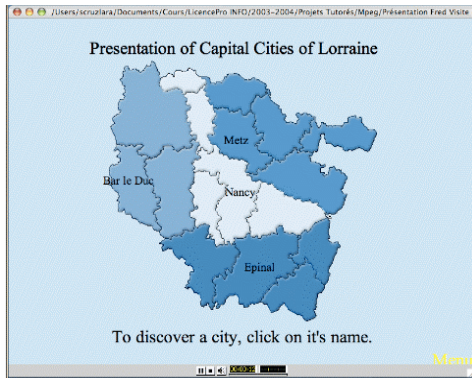 /Users/scruzlara/Documents/Cours/LicencePro INFO/2003-2004/Projets Tutorés/Mpeg/Présentation Fred Visite
Presentation of Capital Cities of Lorraine
Metz
Bar le Duc
Nancy
Epinal
To discover a city, click on it's name.
Menu